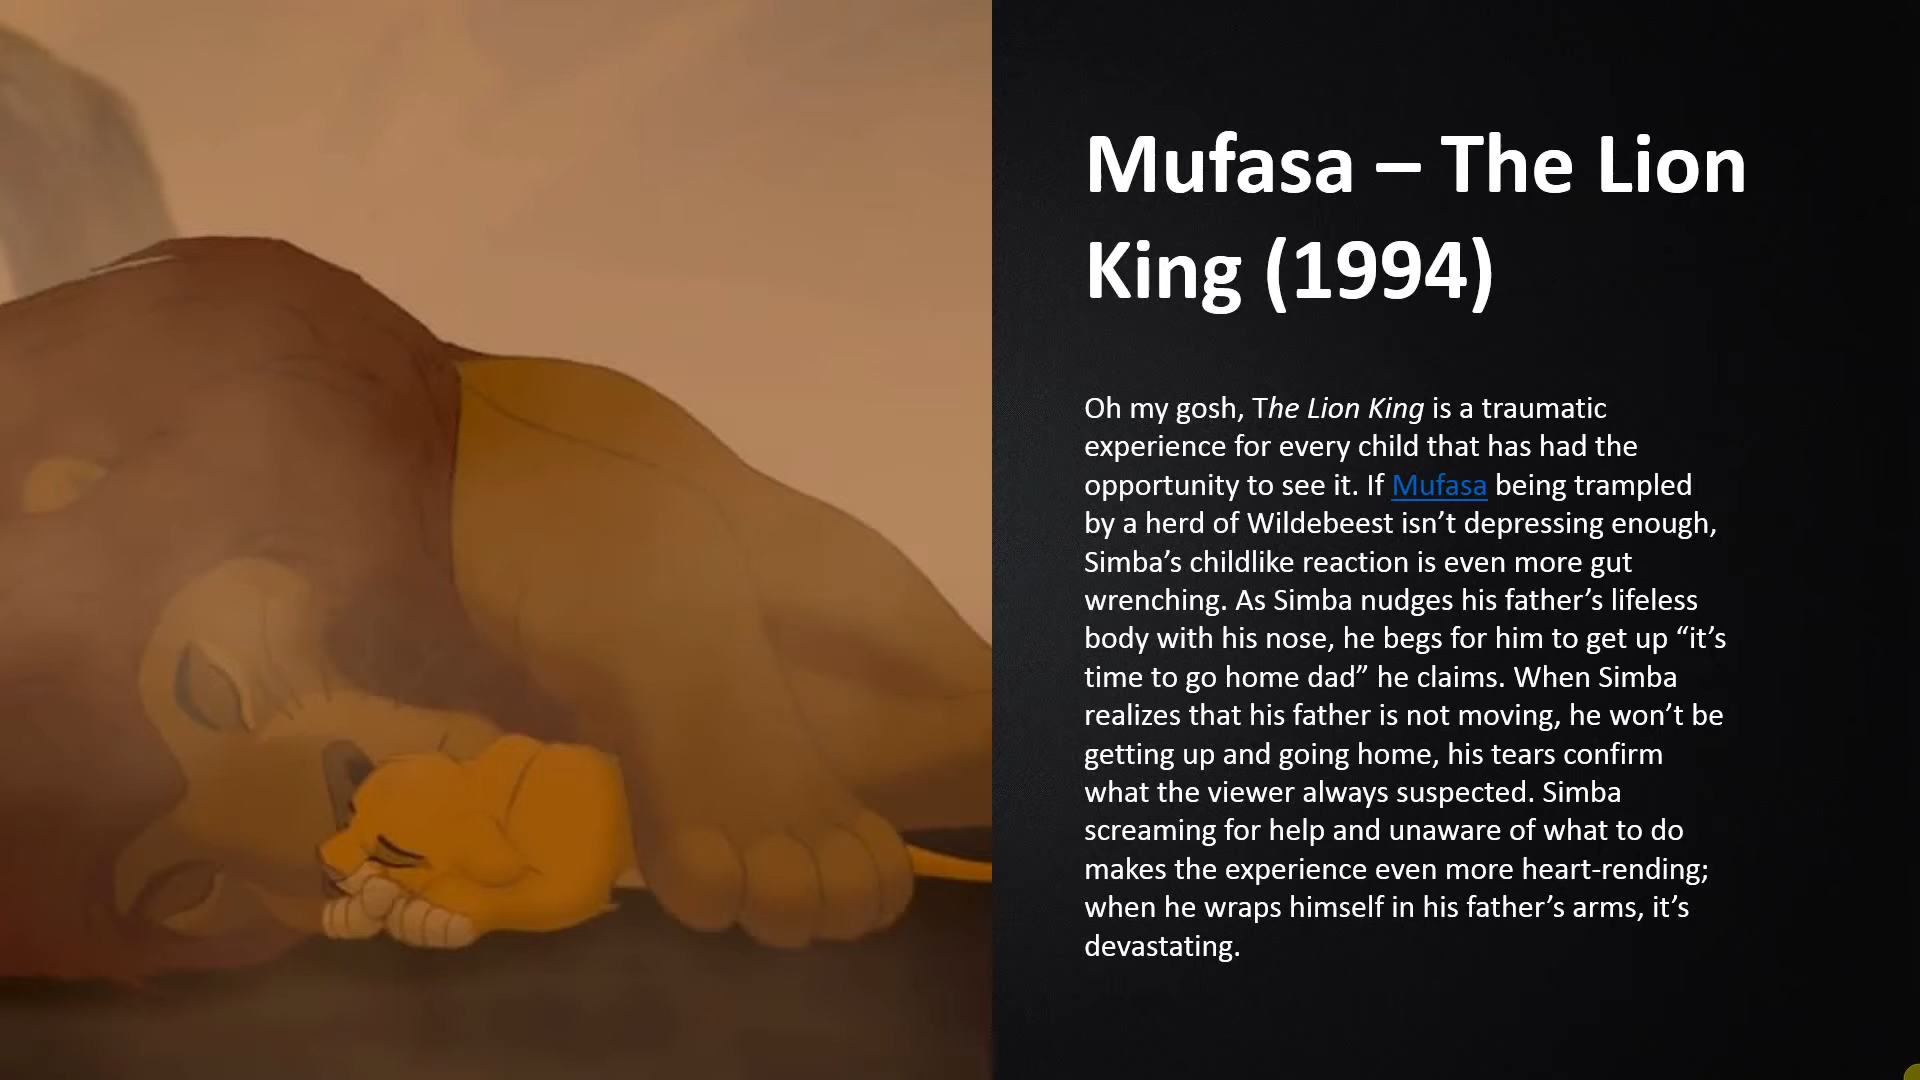 Mufasa – The Lion
King (1994)
Oh my gosh, The Lion King is a traumatic
experience for every child that has had the
opportunity to see it. If Mufasa being trampled
by a herd of Wildebeest isn’t depressing enough,
Simba’s childlike reaction is even more gut
wrenching. As Simba nudges his father’s lifeless
body with his nose, he begs for him to get up “it’s
time to go home dad” he claims. When Simba
realizes that his father is not moving, he won’t be
getting up and going home, his tears confirm
what the viewer always suspected. Simba
screaming for help and unaware of what to do
makes the experience even more heart-rending;
when he wraps himself in his father’s arms, it’s
devastating.